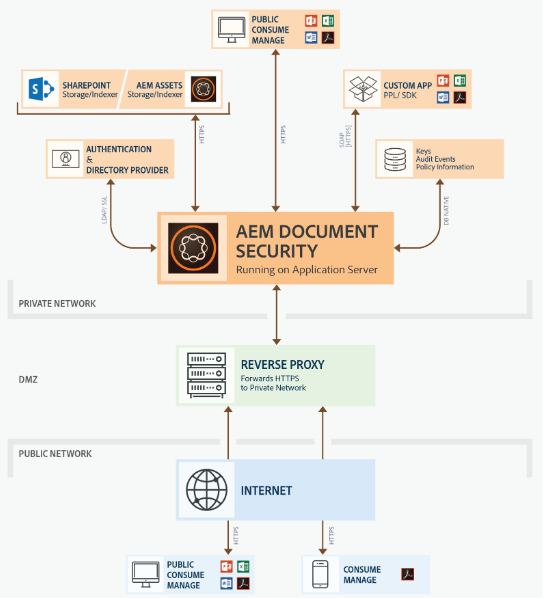 PUBLIC
CONSUME
MANAGE
SHAREPOINT
Storage/Indexer
AEM ASSETS
Storage/Indexer
CUSTOM APP
PPL/ SDK
HTTPS
HTTPS
SOAP
[HTTPS]
AUTHENTICATION
&
DIRECTORY PROVIDER
Keys
Audit Events
Policy Information
LDAP/ SSL
DB NATIVE
AEM DOCUMENT
SECURITY
Running on Application Server
PRIVATE NETWORK
REVERSE PROXY
Forwards HTTPS
to Private Network
DMZ
PUBLIC NETWORK
INTERNET
HTTPS
HTTPS
PUBLIC
CONSUME
MANAGE
CONSUME
MANAGE